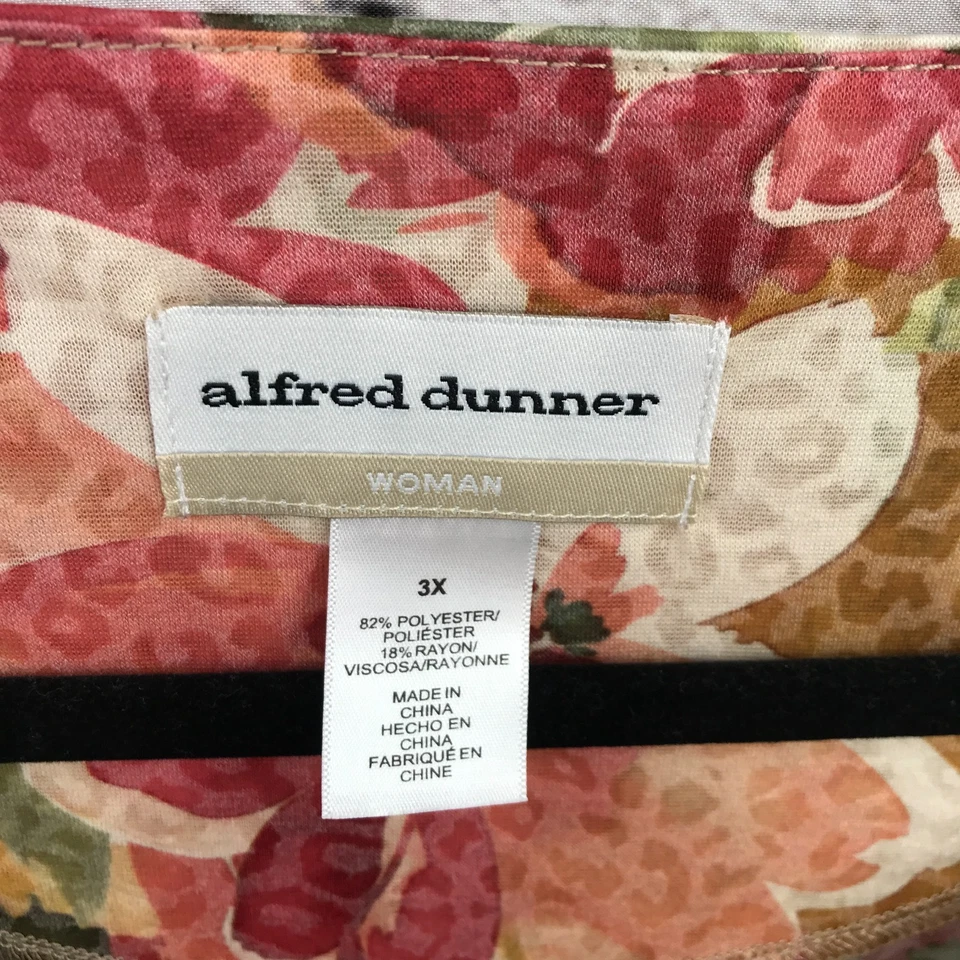 alfred dunner
WOMAN
3X
82% POLYESTER/
POLIÉSTER
18% RAYON/
VISCOSA/RAYONNE
MADE IN
CHINA
HECHO EN
CHINA
FABRIQUÉ EN
CHINE